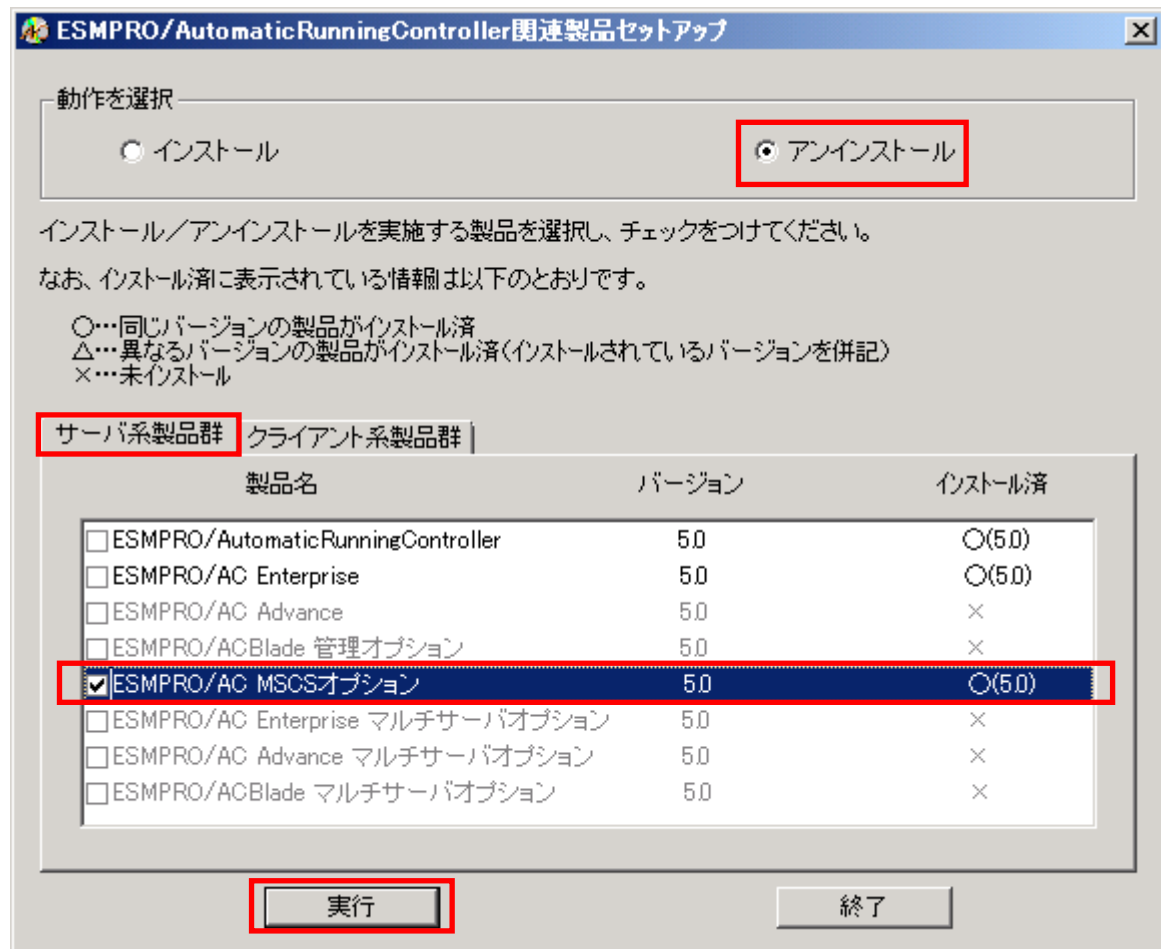 ESMPRO/AutomaticRunningController関連製品セットアップ
動作を選択
インストール アンインストール
インストール／アンインストールを実施する製品を選択し、チェックをつけてください。
なお、インストール済に表示されている情報は以下のとおりです。
○…同じバージョンの製品がインストール済
△…異なるバージョンの製品がインストール済(インストールされているバージョンを併記)
×…未インストール
サーバ系製品群 クライアント系製品群
製品名 バージョン インストール済
ESMPRO/AutomaticRunningController 5.0 ○(5.0)
ESMPRO/AC Enterprise 5.0 ○(5.0)
ESMPRO/AC Advance 5.0 ×
ESMPRO/ACBlade 管理オプション 5.0 ×
ESMPRO/AC MSCSオプション 5.0 ○(5.0)
ESMPRO/AC Enterprise マルチサーバオプション 5.0 ×
ESMPRO/AC Advance マルチサーバオプション 5.0 ×
ESMPRO/ACBlade マルチサーバオプション 5.0 ×
実行 終了